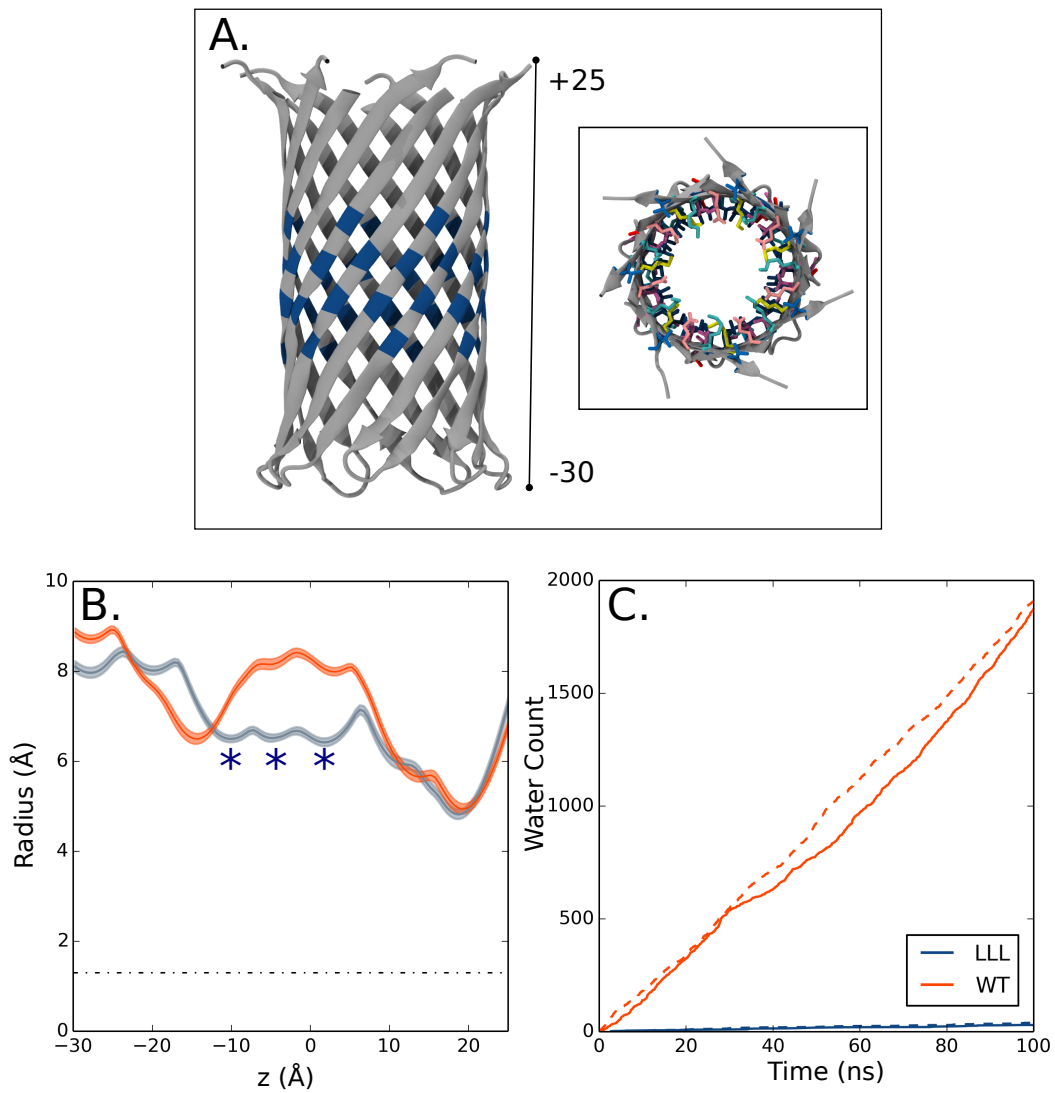 A.
+25
-30
B.
10
8
6
4
2
0
Radius (Å)
* * *
−30 −20 −10 0 10 20
z (Å)
C.
2000
1500
1000
500
0
Water Count
LLL
WT
0 20 40 60 80 100
Time (ns)